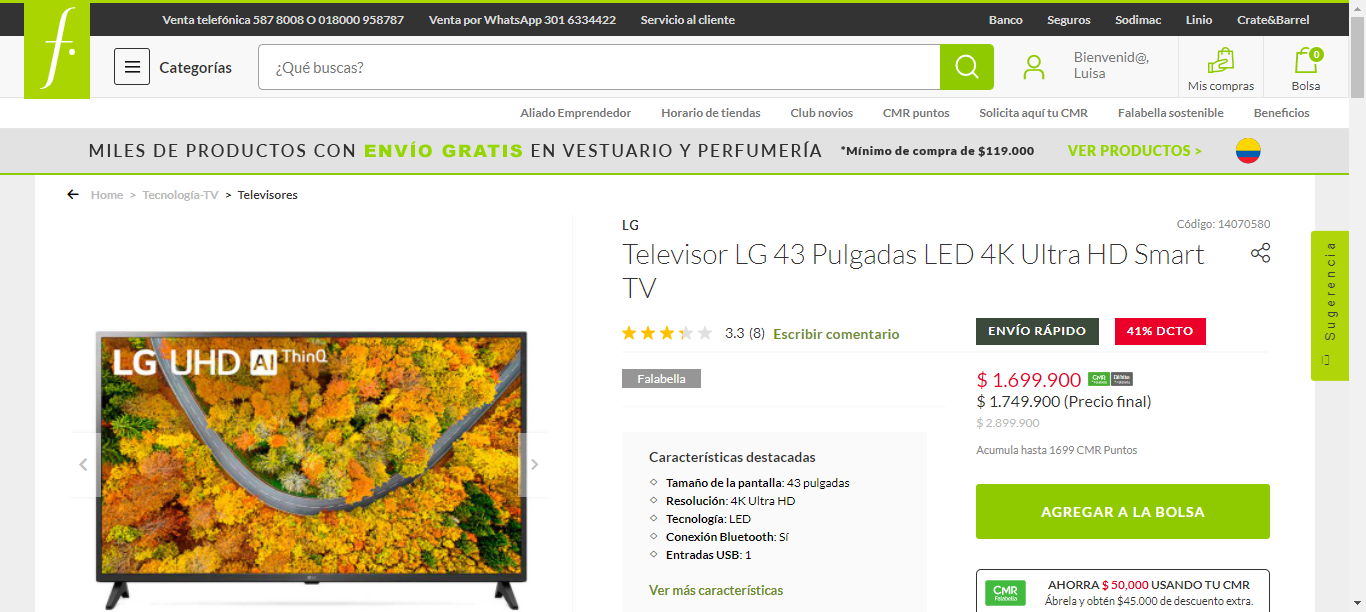 Venta telefónica 587 8008 O 018000 958787 Venta por WhatsApp 301 6334422 Servicio al cliente Banco Seguros Sodimac Linio Crate&Barrel
f.
Categorías ¿Qué buscas? Bienvenid@, Luisa Mis compras 0 Bolsa
Aliado Emprendedor Horario de tiendas Club novios CMR puntos Solicita aquí tu CMR Falabella sostenible Beneficios
MILES DE PRODUCTOS CON ENVÍO GRATIS EN VESTUARIO Y PERFUMERÍA *Mínimo de compra de $119.000 VER PRODUCTOS >
Home > Tecnología-TV > Televisores
LG Código: 14070580
Televisor LG 43 Pulgadas LED 4K Ultra HD Smart
TV
Sugerencia
3.3 (8) Escribir comentario ENVÍO RÁPIDO 41% DCTO
LG UHD AI ThinQ
Falabella
$ 1.699.900 CMR
$ 1.749.900 (Precio final)
$ 2.899.900
Acumula hasta 1699 CMR Puntos
Características destacadas
Tamaño de la pantalla: 43 pulgadas
Resolución: 4K Ultra HD
Tecnología: LED
Conexión Bluetooth: Sí
Entradas USB: 1
Ver más características
AGREGAR A LA BOLSA
CMR Falabella
AHORRA $ 50,000 USANDO TU CMR
Ábrela y obtén $45.000 de descuento extra.